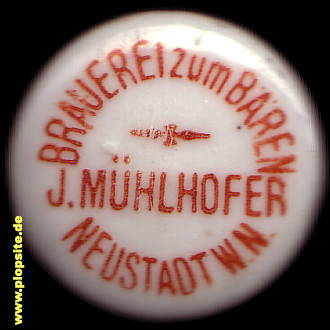 BRAUEREI zum BÄREN
J. MÜHLHOFER
NEUSTADT W.N.
www.plopsite.de